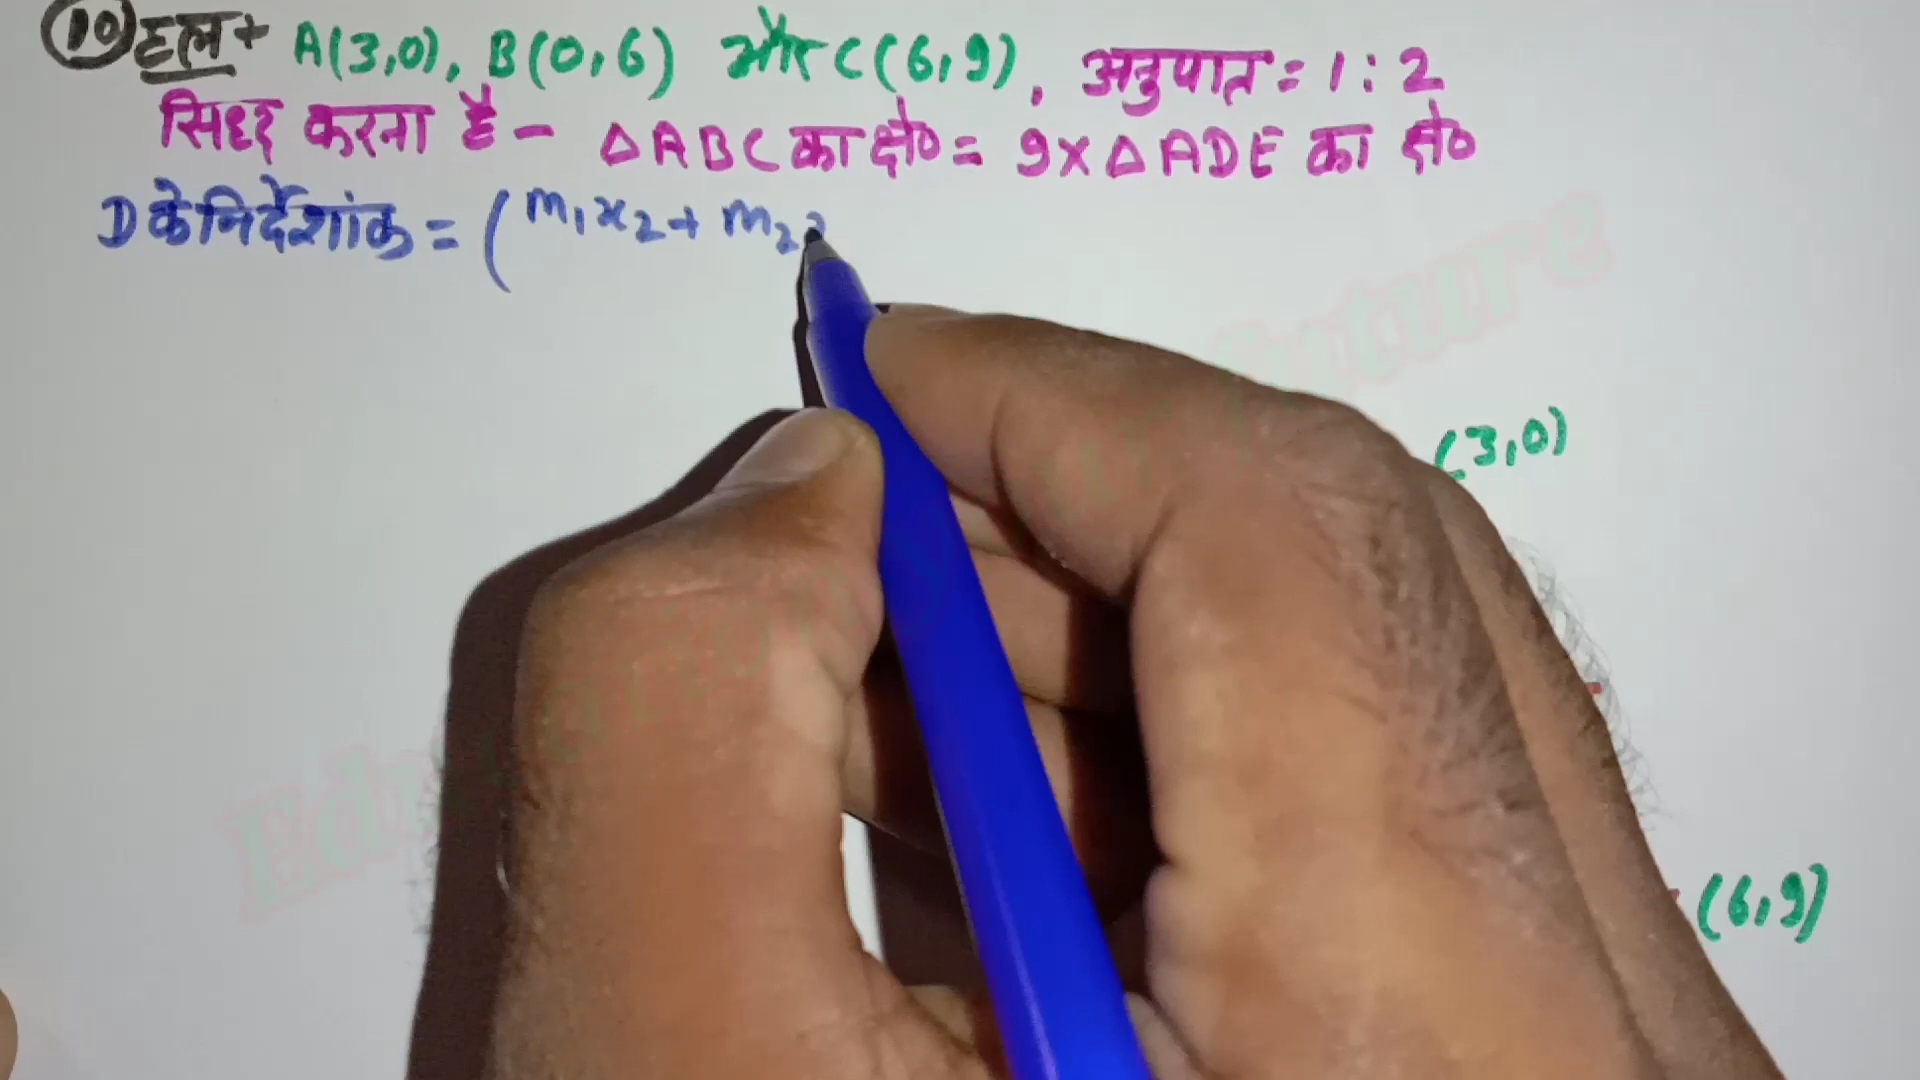 10 हल→ A(3,0), B(0,6) और C(6,9), अनुपात = 1:2
सिद्ध करना है - △ABC का क्षे० = 9×△ADE का क्षे०
D के निर्देशांक = (m₁x₂ + m₂
(3,0)
(6,9)